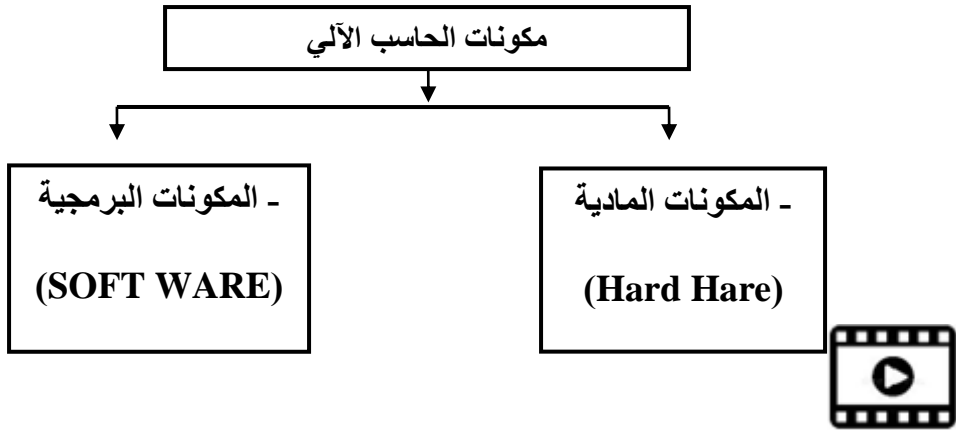 مكونات الحاسب الآلي
- المكونات المادية
(Hard Hare)
- المكونات البرمجية
(SOFT WARE)